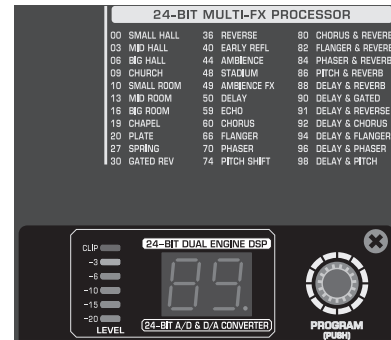 24-BIT MULTI-FX PROCESSOR
00 SMALL HALL 36 REVERSE 80 CHORUS & REVERB
03 MID HALL 40 EARLY REFL 82 FLANGER & REVERB
06 BIG HALL 44 AMBIENCE 84 PHASER & REVERB
09 CHURCH 48 STADIUM 86 PITCH & REVERB
10 SMALL ROOM 49 AMBIENCE FX 88 DELAY & REVERB
13 MID ROOM 50 DELAY 90 DELAY & GATED
16 BIG ROOM 59 ECHO 91 DELAY & REVERSE
19 CHAPEL 60 CHORUS 92 DELAY & CHORUS
20 PLATE 66 FLANGER 94 DELAY & FLANGER
27 SPRING 70 PHASER 96 DELAY & PHASER
30 GATED REV 74 PITCH SHIFT 98 DELAY & PITCH
24-BIT DUAL ENGINE DSP
CLIP
-3
-6
-10
-15
-20
LEVEL
89.
24-BIT A/D & D/A CONVERTER
PROGRAM
(PUSH)